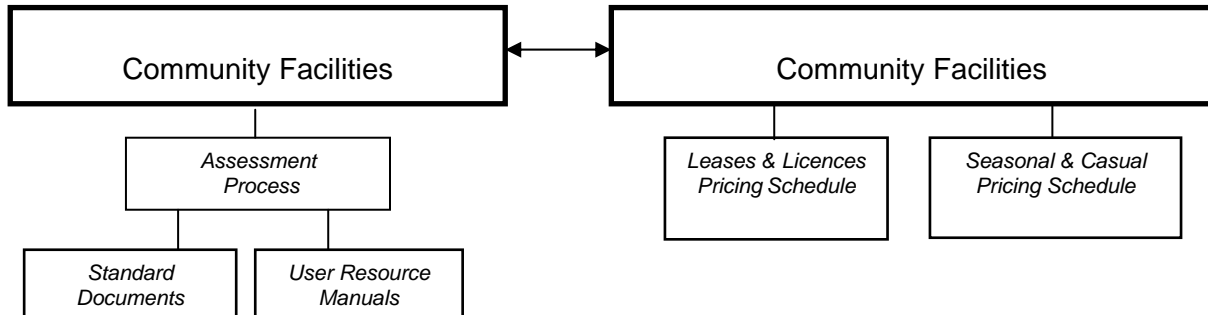 Community Facilities
Community Facilities
Assessment
Process
Leases & Licences
Pricing Schedule
Seasonal & Casual
Pricing Schedule
Standard
Documents
User Resource
Manuals